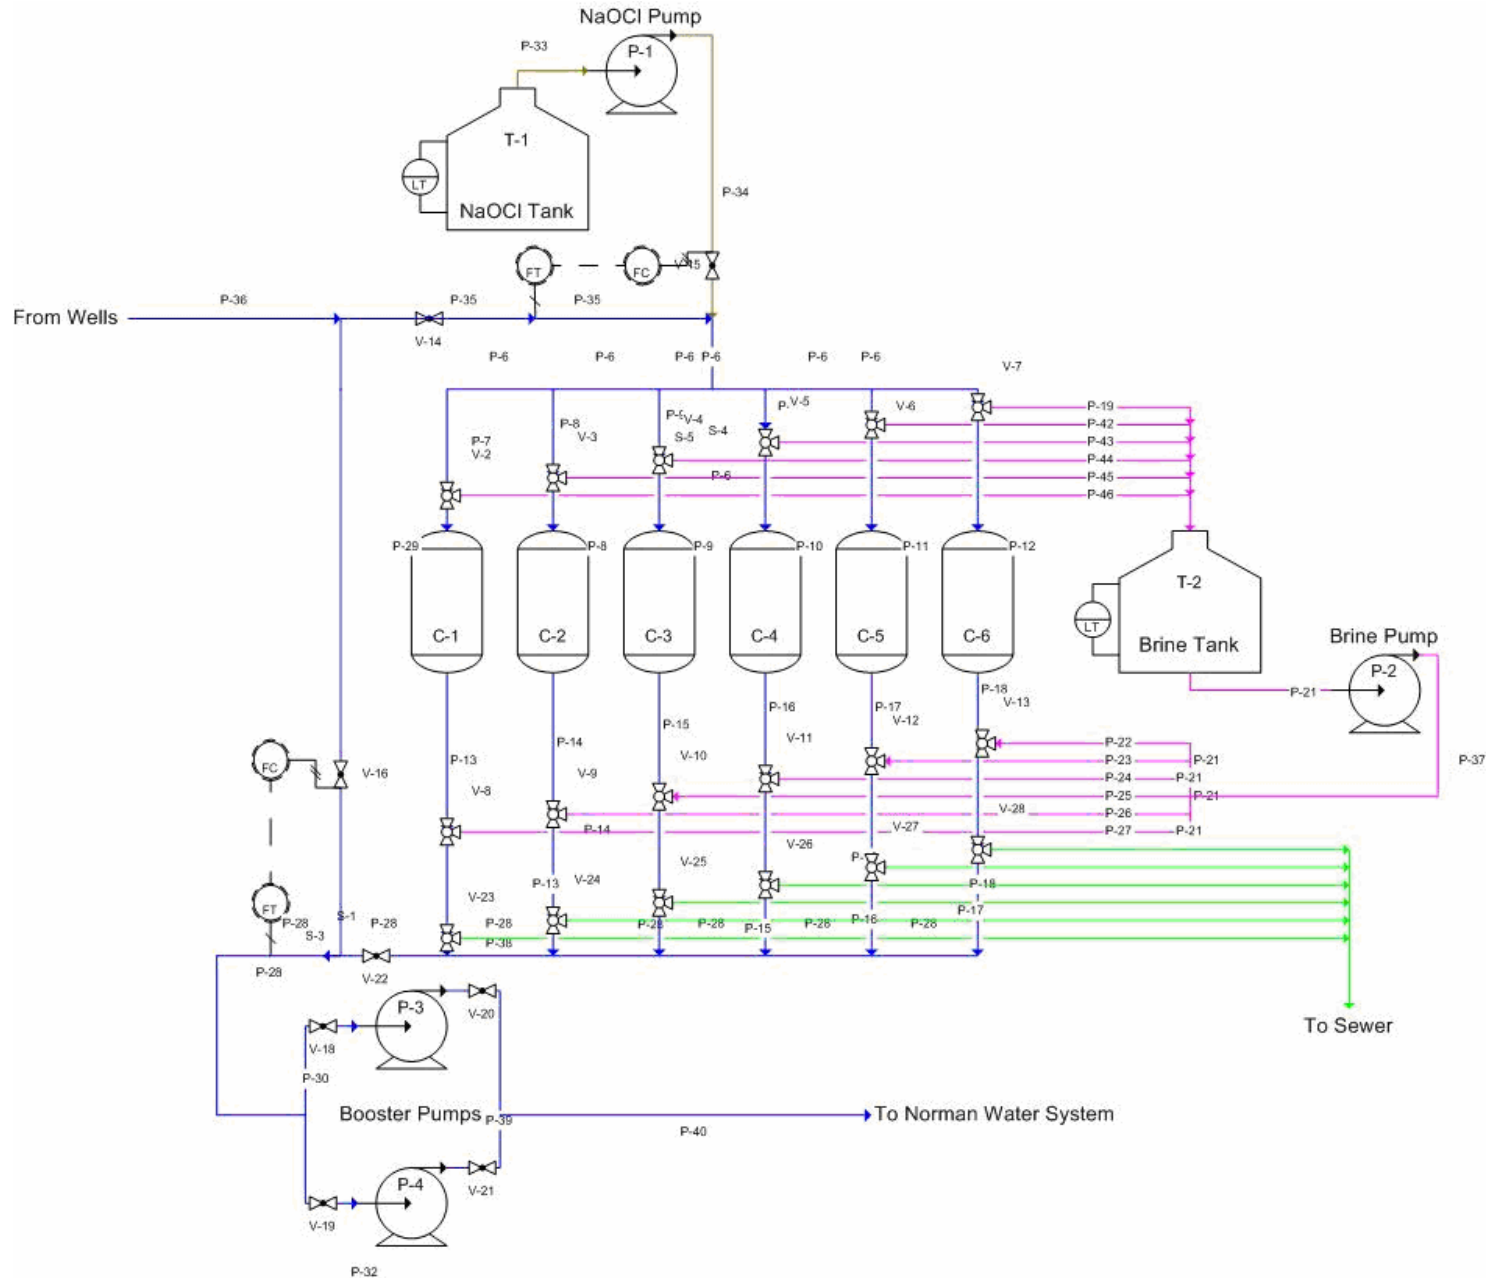 NaOCl Pump
P-33
P-1
T-1
LT
NaOCl Tank
P-34
FT
FC
V-15
P-36
P-35
P-35
From Wells
V-14
P-6
P-6
P-6
P-6
P-6
P-6
V-7
P-19
V-5
V-6
P-8
V-4
P-42
S-4
P-7
V-3
S-5
P-43
V-2
P-44
P-6
P-45
P-46
P-29
P-8
P-9
P-10
P-11
P-12
T-2
LT
C-1
C-2
C-3
C-4
C-5
C-6
Brine Tank
Brine Pump
P-2
P-18
P-21
V-13
P-16
P-17
P-15
V-12
P-14
V-11
P-22
P-13
V-10
P-23
P-21
P-37
FC
V-16
V-9
P-24
P-21
V-8
P-25
P-21
V-28
P-26
P-14
V-27
P-27
P-21
V-26
V-25
P-13
V-24
P-18
V-23
FT
P-17
S-1
P-28
P-28
P-28
P-28
P-28
P-16
P-28
P-15
S-3
P-38
P-28
V-22
P-3
V-20
To Sewer
V-18
P-30
Booster Pumps
P-39
To Norman Water System
P-40
P-4
V-21
V-19
P-32